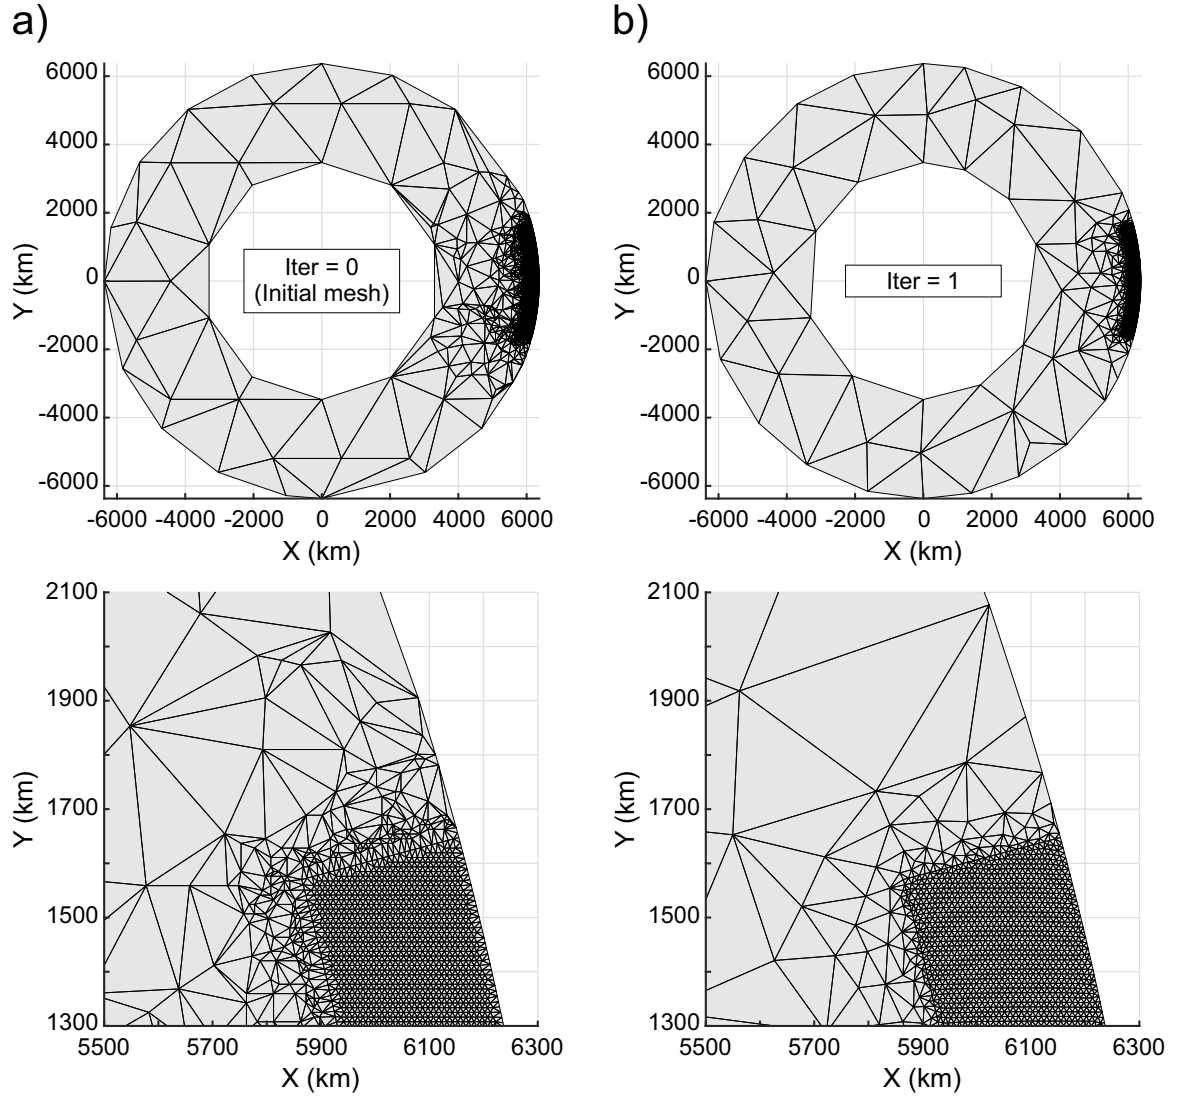 a)
b)
6000
4000
2000
0
-2000
-4000
-6000
Y (km)
Iter = 0
(Initial mesh)
-6000 -4000 -2000 0 2000 4000 6000
X (km)
6000
4000
2000
0
-2000
-4000
-6000
Y (km)
Iter = 1
-6000 -4000 -2000 0 2000 4000 6000
X (km)
2100
1900
1700
1500
1300
Y (km)
5500 5700 5900 6100 6300
X (km)
2100
1900
1700
1500
1300
Y (km)
5500 5700 5900 6100 6300
X (km)